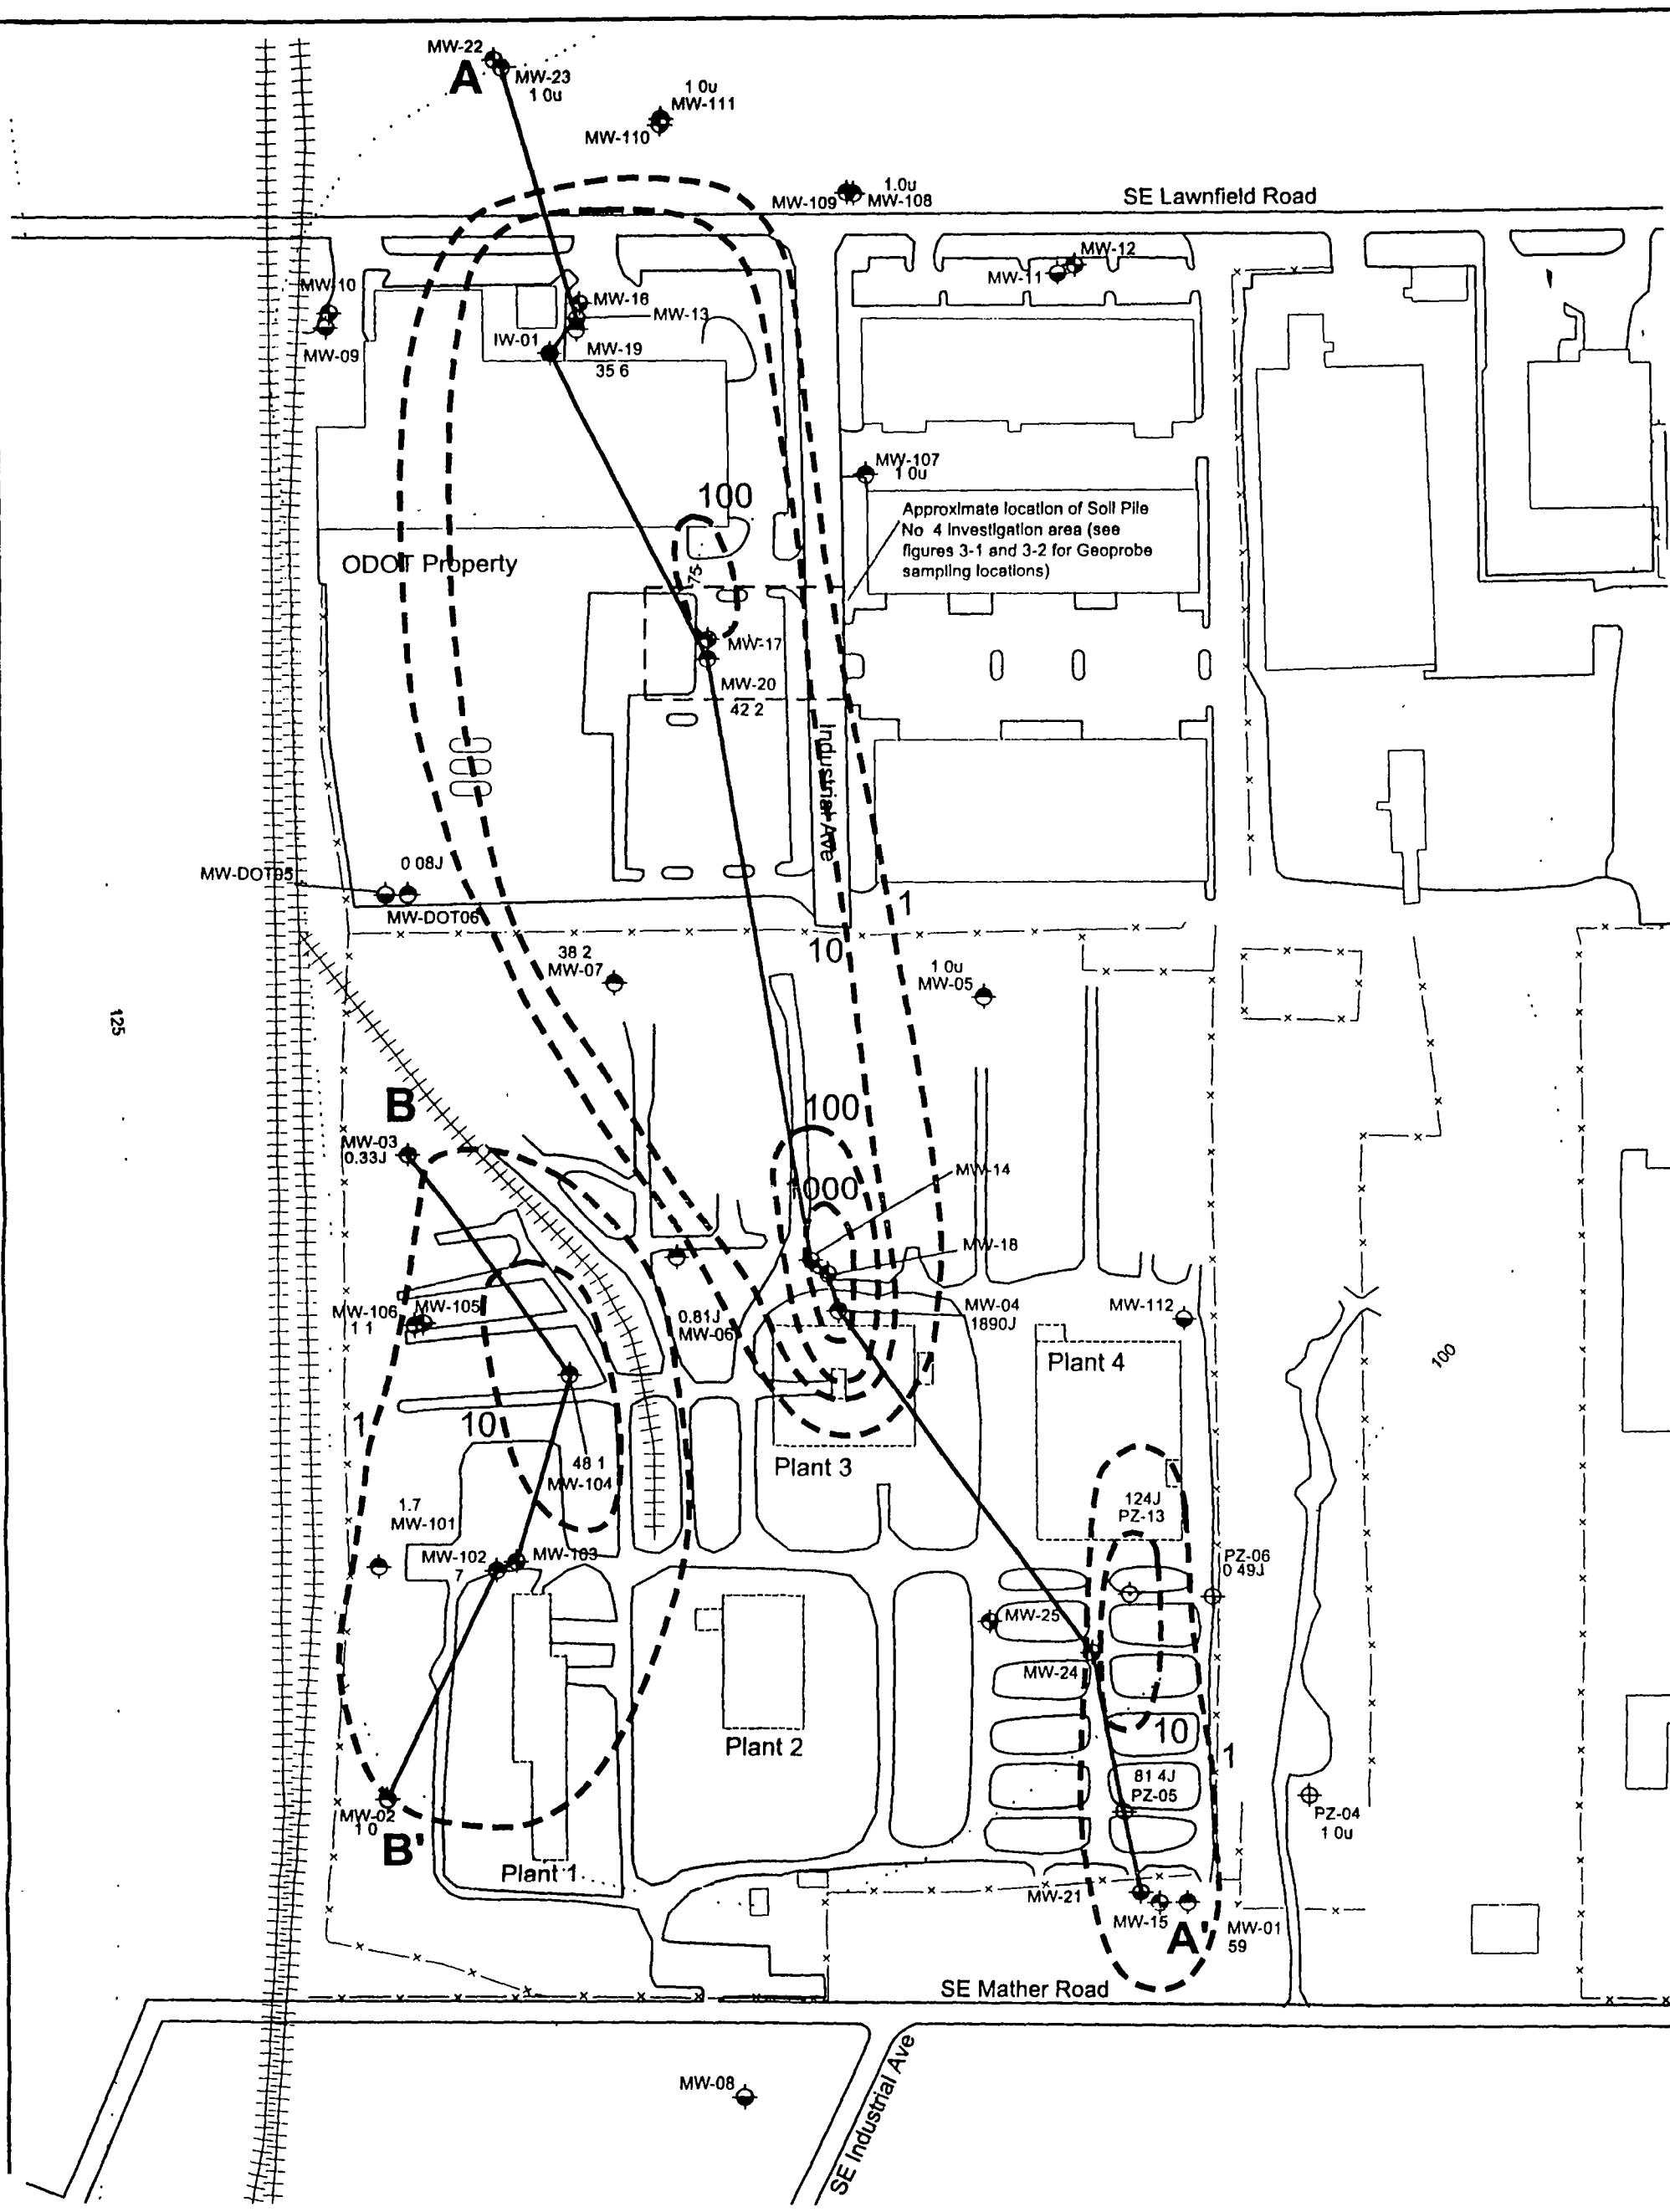 MW-22
A
MW-23
1 0u
1 0u
MW-111
MW-110
1.0u
MW-109
MW-108
SE Lawnfield Road
MW-12
MW-11
MW-10
MW-09
MW-16
MW-13
IW-01
MW-19
35 6
MW-107
1 0u
100
Approximate location of Soil Pile
No 4 investigation area (see
figures 3-1 and 3-2 for Geoprobe
sampling locations)
ODOT Property
75
MW-17
MW-20
42 2
Industrial Ave
0 08J
MW-DOT05
MW-DOT06
1
10
38 2
MW-07
1 0u
MW-05
125
B
100
MW-03
0.33J
MW-14
1000
MW-18
MW-106
1 1
MW-105
0.81J
MW-06
MW-04
1890J
MW-112
Plant 4
100
1
10
48 1
MW-104
Plant 3
1.7
MW-101
124J
PZ-13
MW-102
7
MW-103
PZ-06
0 49J
MW-25
MW-24
Plant 2
10
1
81 4J
PZ-05
PZ-04
1 0u
MW-02
1 0
B'
Plant 1
MW-21
MW-15
A'
MW-01
59
SE Mather Road
MW-08
SE Industrial Ave